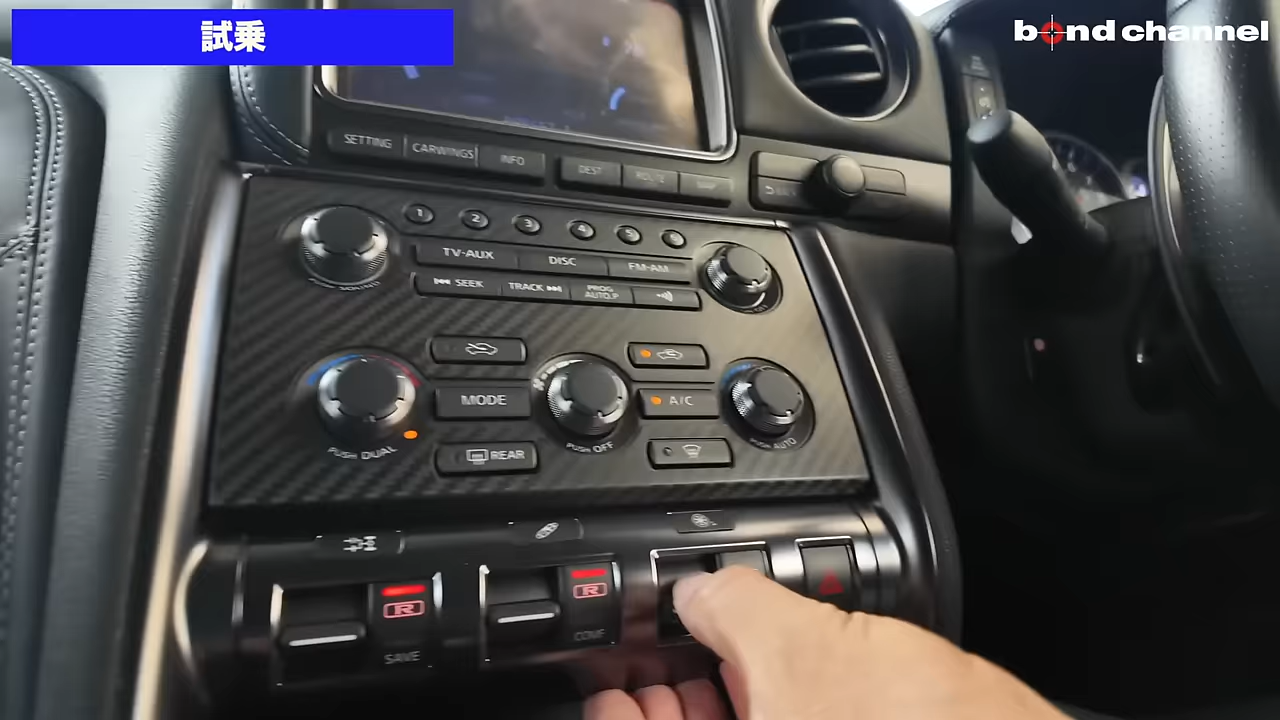 試乗
bond channel
SETTING CARWINGS INFO DEST ROUTE MAP
1 2 3 4 5 6
TV-AUX DISC FM-AM
SEEK TRACK PROG AUTO.P
MODE A/C
PUSH DUAL PUSH OFF PUSH AUTO
REAR
R R
SAVE COMF